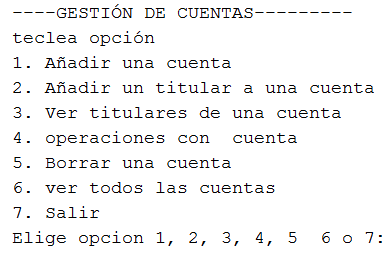 ----GESTIÓN DE CUENTAS---------
teclea opción
1. Añadir una cuenta
2. Añadir un titular a una cuenta
3. Ver titulares de una cuenta
4. operaciones con  cuenta
5. Borrar una cuenta
6. ver todos las cuentas
7. Salir
Elige opcion 1, 2, 3, 4, 5  6 o 7: